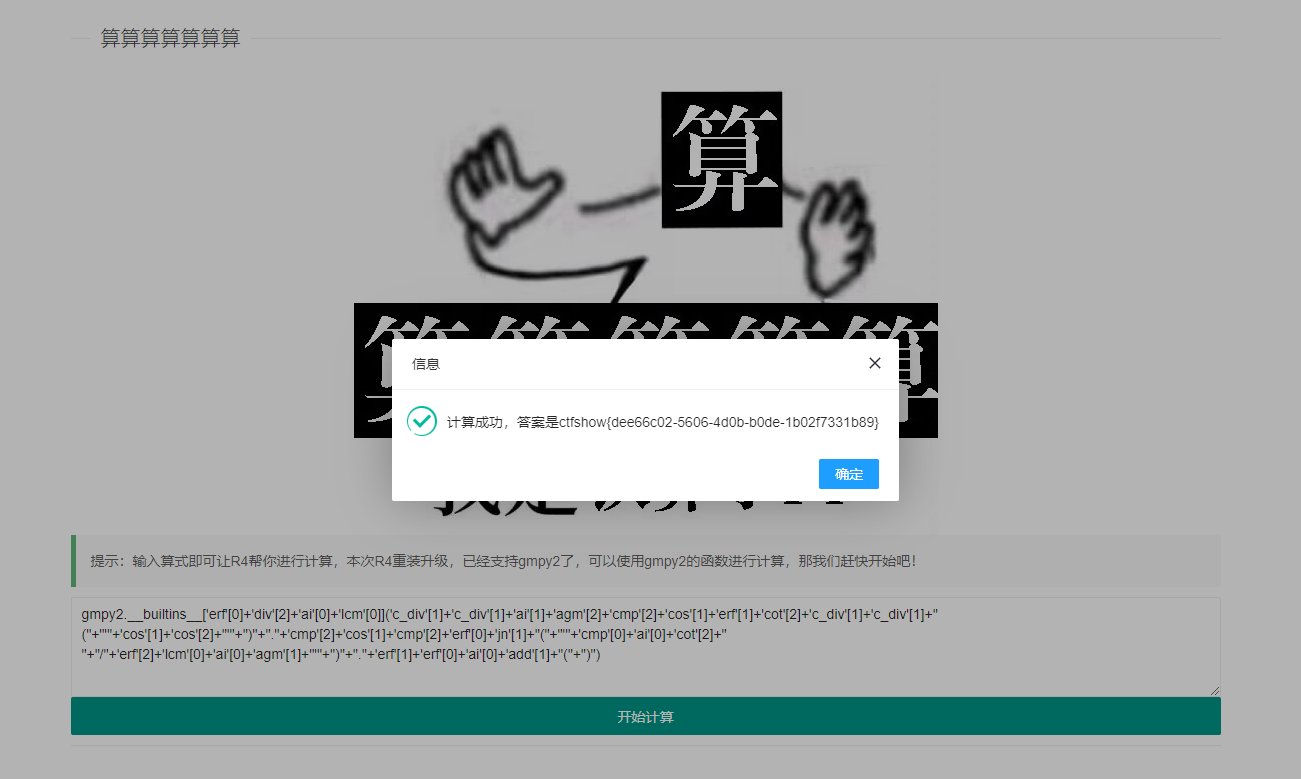 算算算算算算算
算
算算算算算
信息
计算成功，答案是ctfshow{dee66c02-5606-4d0b-b0de-1b02f7331b89}
确定
提示：输入算式即可让R4帮你进行计算，本次R4重装升级，已经支持gmpy2了，可以使用gmpy2的函数进行计算，那我们赶快开始吧！
gmpy2.__builtins__['erf'[0]+'div'[2]+'ai'[0]+'lcm'[0]]('c_div'[1]+'c_div'[1]+'ai'[1]+'agm'[2]+'cmp'[2]+'cos'[1]+'erf'[1]+'cot'[2]+'c_div'[1]+'c_div'[1]+"
("+"'"+'cos'[1]+'cos'[2]+"'"+")"+"."+'cmp'[2]+'cos'[1]+'cmp'[2]+'erf'[0]+'jn'[1]+"("+"'"+'cmp'[0]+'ai'[0]+'cot'[2]+"
"+"/"+'erf'[2]+'lcm'[0]+'ai'[0]+'agm'[1]+"'"+")"+"."+'erf'[1]+'erf'[0]+'ai'[0]+'add'[1]+"("+")")
开始计算